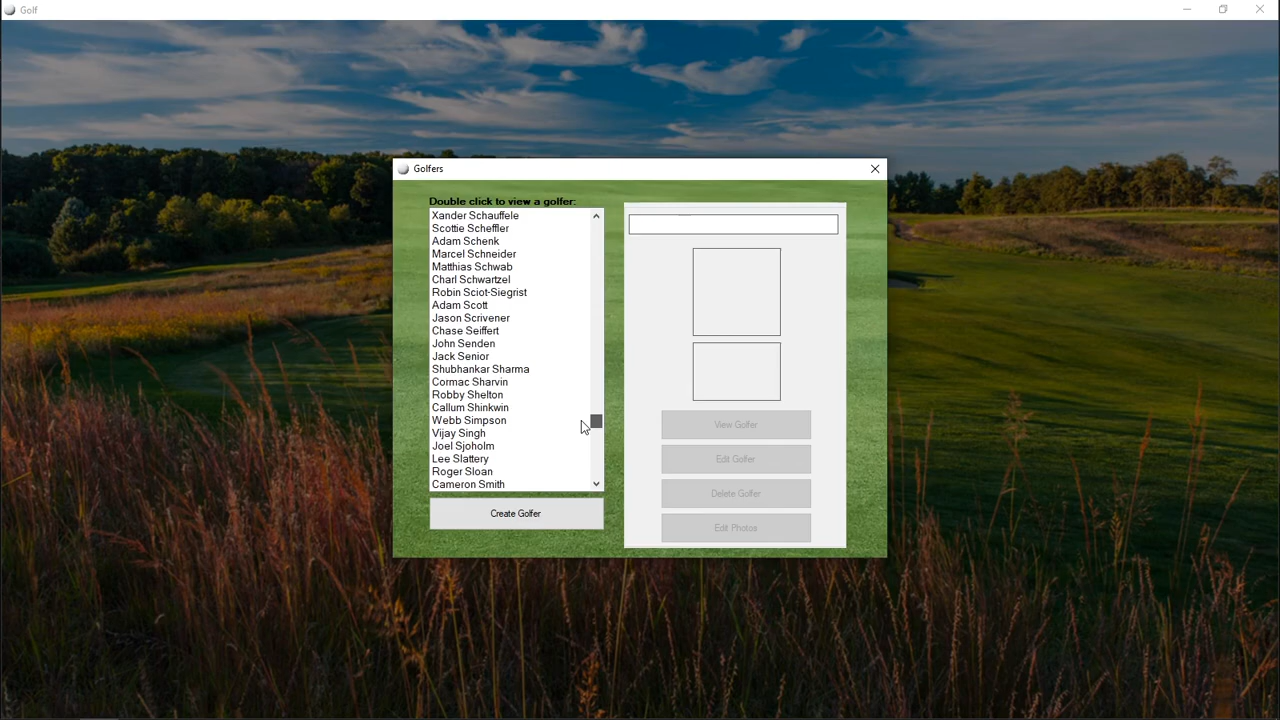 Golf
Golfers
Double click to view a golfer:
Xander Schauffele
Scottie Scheffler
Adam Schenk
Marcel Schneider
Matthias Schwab
Charl Schwartzel
Robin Sciot-Siegrist
Adam Scott
Jason Scrivener
Chase Seiffert
John Senden
Jack Senior
Shubhankar Sharma
Cormac Sharvin
Robby Shelton
Callum Shinkwin
Webb Simpson
Vijay Singh
Joel Sjoholm
Lee Slattery
Roger Sloan
Cameron Smith
Create Golfer
View Golfer
Edit Golfer
Delete Golfer
Edit Photos